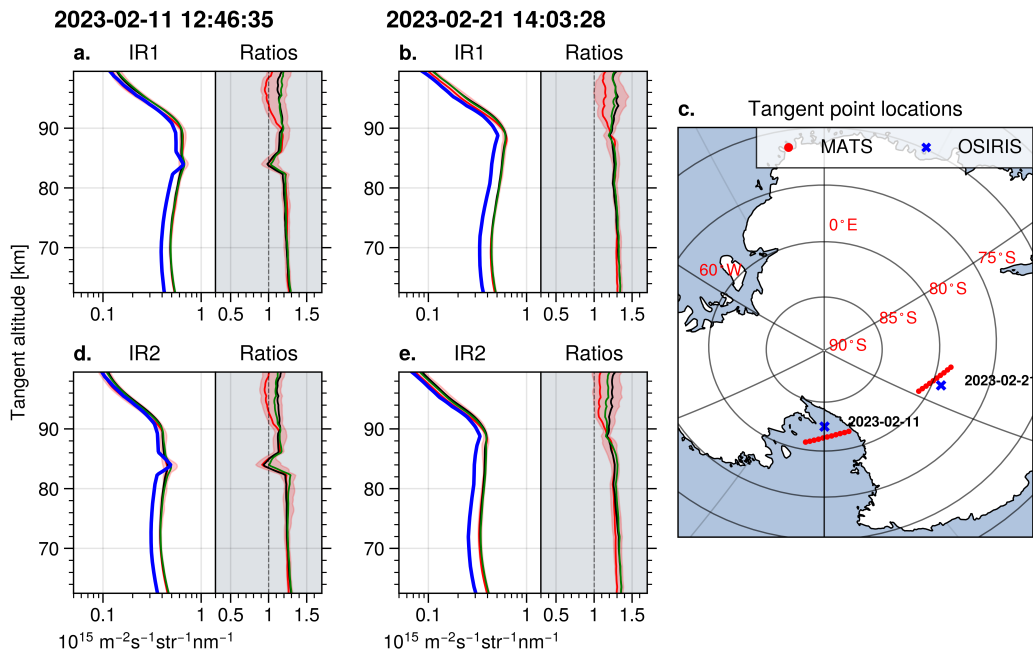 2023-02-11 12:46:35
2023-02-21 14:03:28
a. IR1 Ratios
b. IR1 Ratios
c. Tangent point locations
MATS OSIRIS
90
80
70
0.1 1 0.5 1 1.5
90
80
70
0.1 1 0.5 1 1.5
0°E
60°W
75°S
80°S
85°S
90°S
2023-02-21
2023-02-11
Tangent altitude [km]
d. IR2 Ratios
e. IR2 Ratios
90
80
70
0.1 1 0.5 1 1.5
90
80
70
0.1 1 0.5 1 1.5
10¹⁵ m⁻²s⁻¹str⁻¹nm⁻¹
10¹⁵ m⁻²s⁻¹str⁻¹nm⁻¹